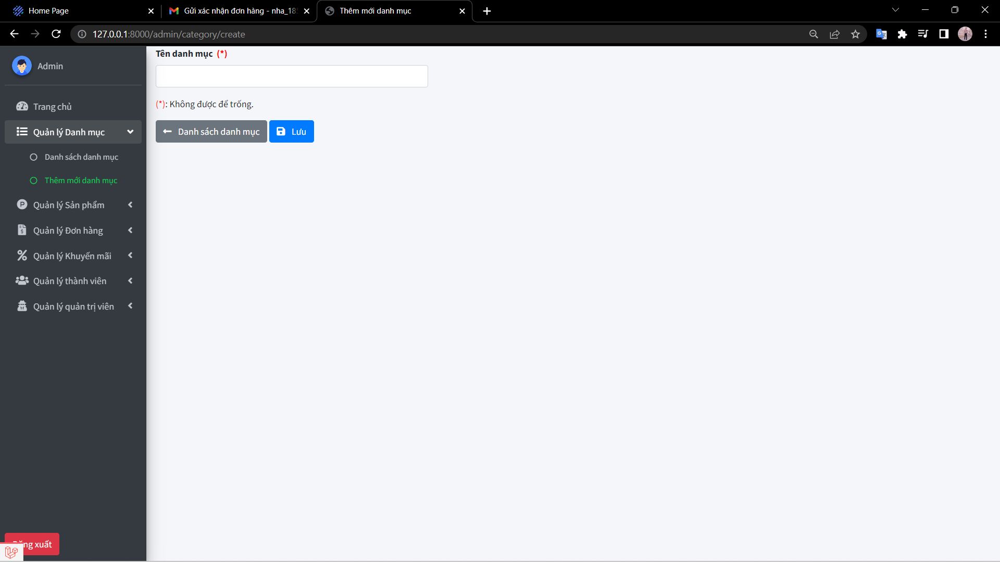 Home Page
Gửi xác nhận đơn hàng - nha_18
Thêm mới danh mục
127.0.0.1:8000/admin/category/create
Admin
Trang chủ
Quản lý Danh mục
Danh sách danh mục
Thêm mới danh mục
Quản lý Sản phẩm
Quản lý Đơn hàng
Quản lý Khuyến mãi
Quản lý thành viên
Quản lý quản trị viên
Đăng xuất
Tên danh mục (*)
(*): Không được để trống.
Danh sách danh mục
Lưu